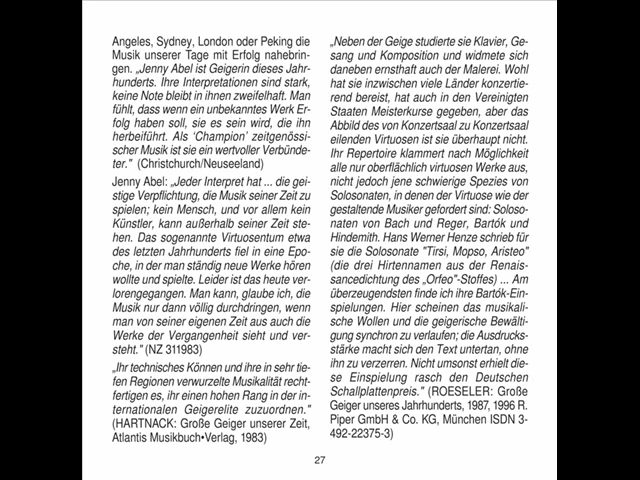 Angeles, Sydney, London oder Peking die
Musik unserer Tage mit Erfolg nahebrin-
gen. „Jenny Abel ist Geigerin dieses Jahr-
hunderts. Ihre Interpretationen sind stark,
keine Note bleibt in ihnen zweifelhaft. Man
fühlt, dass wenn ein unbekanntes Werk Er-
folg haben soll, sie es sein wird, die ihn
herbeiführt. Als ‘Champion’ zeitgenössi-
scher Musik ist sie ein wertvoller Verbünde-
ter." (Christchurch/Neuseeland)
Jenny Abel: „Jeder Interpret hat ... die gei-
stige Verpflichtung, die Musik seiner Zeit zu
spielen; kein Mensch, und vor allem kein
Künstler, kann außerhalb seiner Zeit ste-
hen. Das sogenannte Virtuosentum etwa
des letzten Jahrhunderts fiel in eine Epo-
che, in der man ständig neue Werke hören
wollte und spielte. Leider ist das heute ver-
lorengegangen. Man kann, glaube ich, die
Musik nur dann völlig durchdringen, wenn
man von seiner eigenen Zeit aus auch die
Werke der Vergangenheit sieht und ver-
steht." (NZ 311983)
„Ihr technisches Können und ihre in sehr tie-
fen Regionen verwurzelte Musikalität recht-
fertigen es, ihr einen hohen Rang in der in-
ternationalen Geigerelite zuzuordnen."
(HARTNACK: Große Geiger unserer Zeit,
Atlantis Musikbuch•Verlag, 1983)
„Neben der Geige studierte sie Klavier, Ge-
sang und Komposition und widmete sich
daneben ernsthaft auch der Malerei. Wohl
hat sie inzwischen viele Länder konzertie-
rend bereist, hat auch in den Vereinigten
Staaten Meisterkurse gegeben, aber das
Abbild des von Konzertsaal zu Konzertsaal
eilenden Virtuosen ist sie überhaupt nicht.
Ihr Repertoire klammert nach Möglichkeit
alle nur oberflächlich virtuosen Werke aus,
nicht jedoch jene schwierige Spezies von
Solosonaten, in denen der Virtuose wie der
gestaltende Musiker gefordert sind: Soloso-
naten von Bach und Reger, Bartók und
Hindemith. Hans Werner Henze schrieb für
sie die Solosonate "Tirsi, Mopso, Aristeo"
(die drei Hirtennamen aus der Renais-
sancedichtung des „Orfeo"-Stoffes) ... Am
überzeugendsten finde ich ihre Bartók-Ein-
spielungen. Hier scheinen das musikali-
sche Wollen und die geigerische Bewälti-
gung synchron zu verlaufen; die Ausdrucks-
stärke macht sich den Text untertan, ohne
ihn zu verzerren. Nicht umsonst erhielt die-
se Einspielung rasch den Deutschen
Schallplattenpreis." (ROESELER: Große
Geiger unseres Jahrhunderts, 1987, 1996 R.
Piper GmbH & Co. KG, München ISDN 3-
492-22375-3)
27